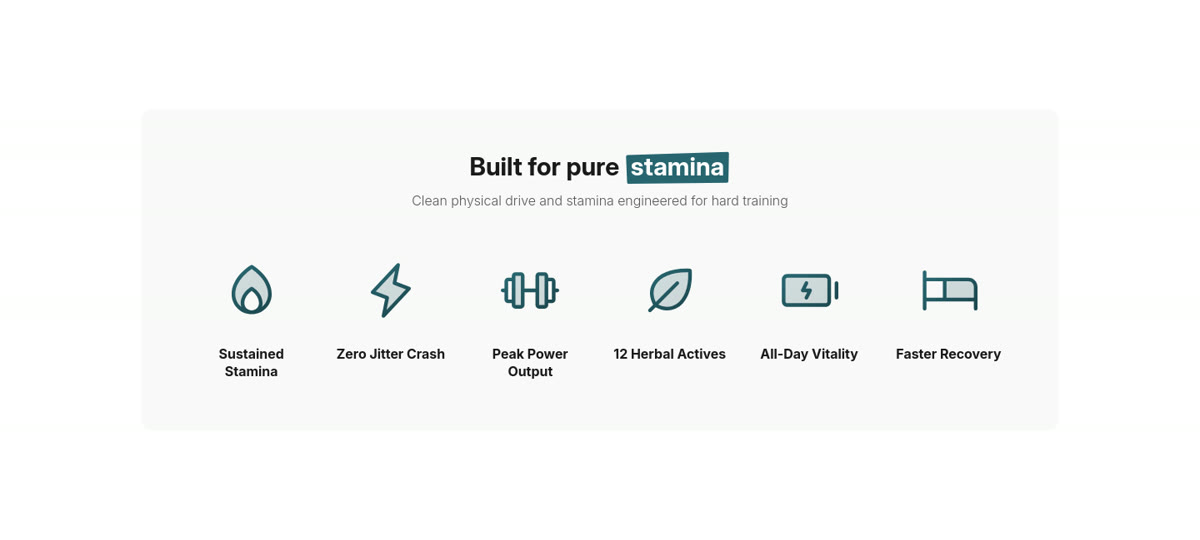 Built for pure stamina
Clean physical drive and stamina engineered for hard training
Sustained
Stamina
Zero Jitter Crash
Peak Power
Output
12 Herbal Actives
All-Day Vitality
Faster Recovery